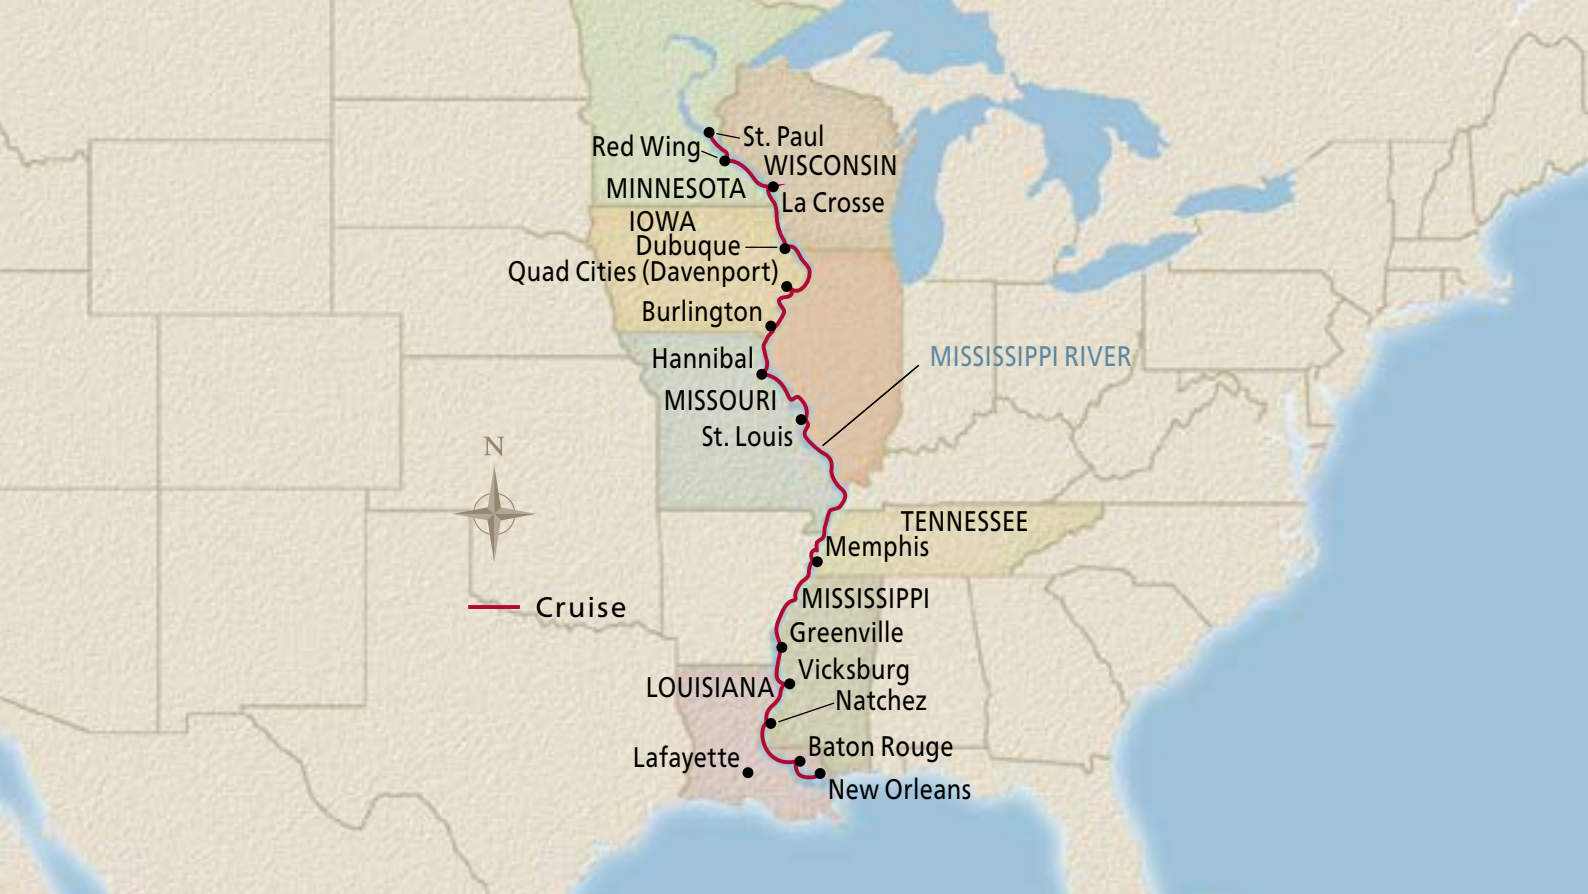 St. Paul
Red Wing
WISCONSIN
MINNESOTA
La Crosse
IOWA
Dubuque
Quad Cities (Davenport)
Burlington
Hannibal
MISSISSIPPI RIVER
MISSOURI
St. Louis
N
TENNESSEE
Memphis
MISSISSIPPI
Cruise
Greenville
Vicksburg
LOUISIANA
Natchez
Baton Rouge
Lafayette
New Orleans